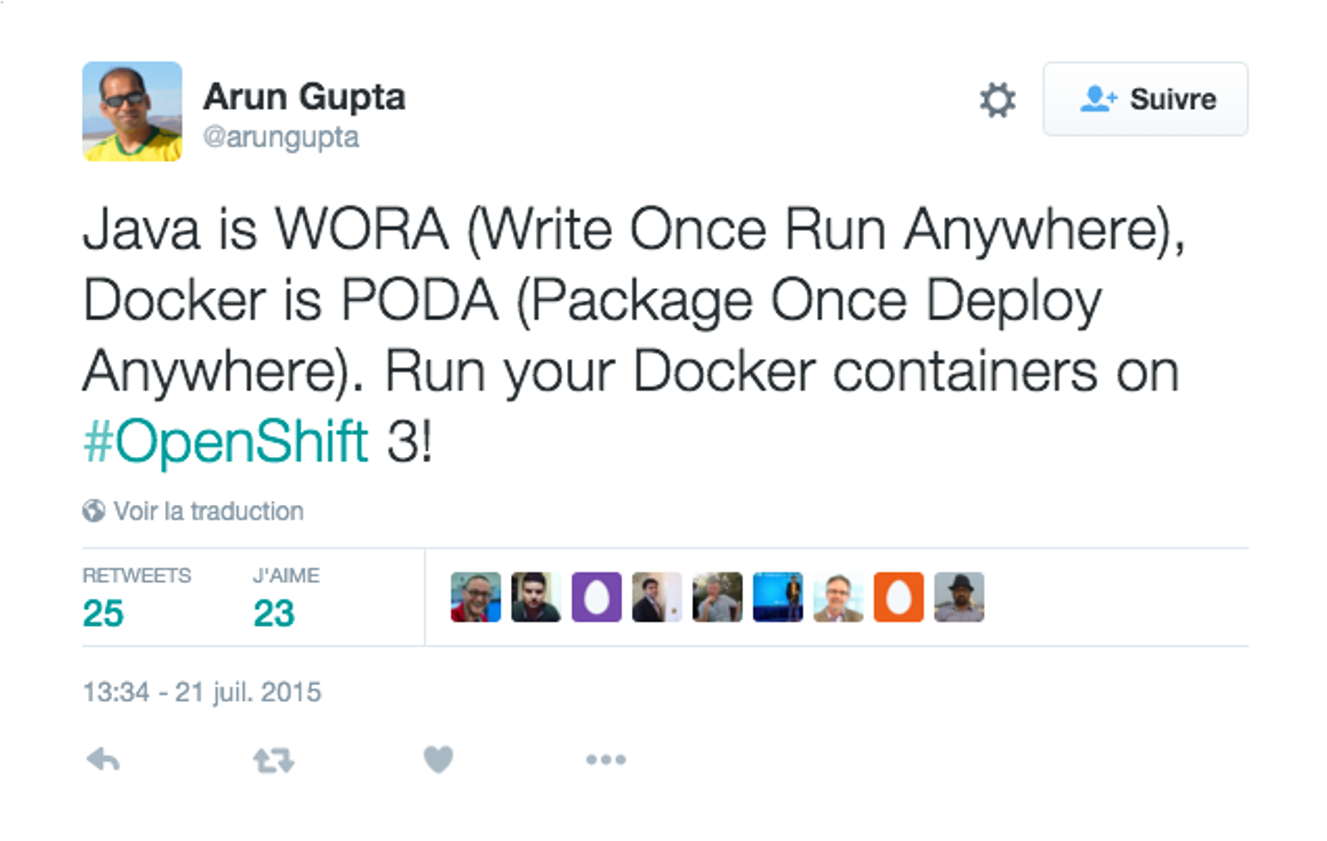 Arun Gupta
@arungupta
Suivre
Java is WORA (Write Once Run Anywhere),
Docker is PODA (Package Once Deploy
Anywhere). Run your Docker containers on
#OpenShift 3!
Voir la traduction
RETWEETS J'AIME
25 23
13:34 - 21 juil. 2015